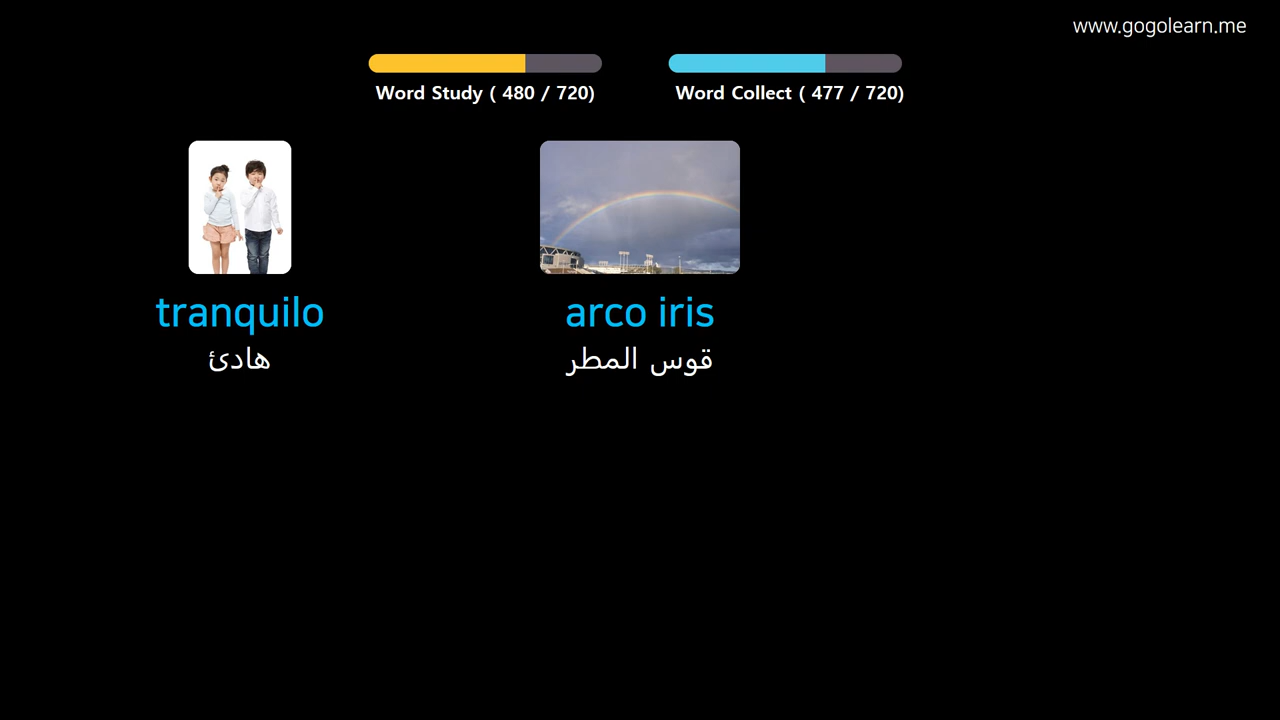 www.gogolearn.me
Word Study ( 480 / 720)
Word Collect ( 477 / 720)
tranquilo
هادئ
arco iris
قوس المطر